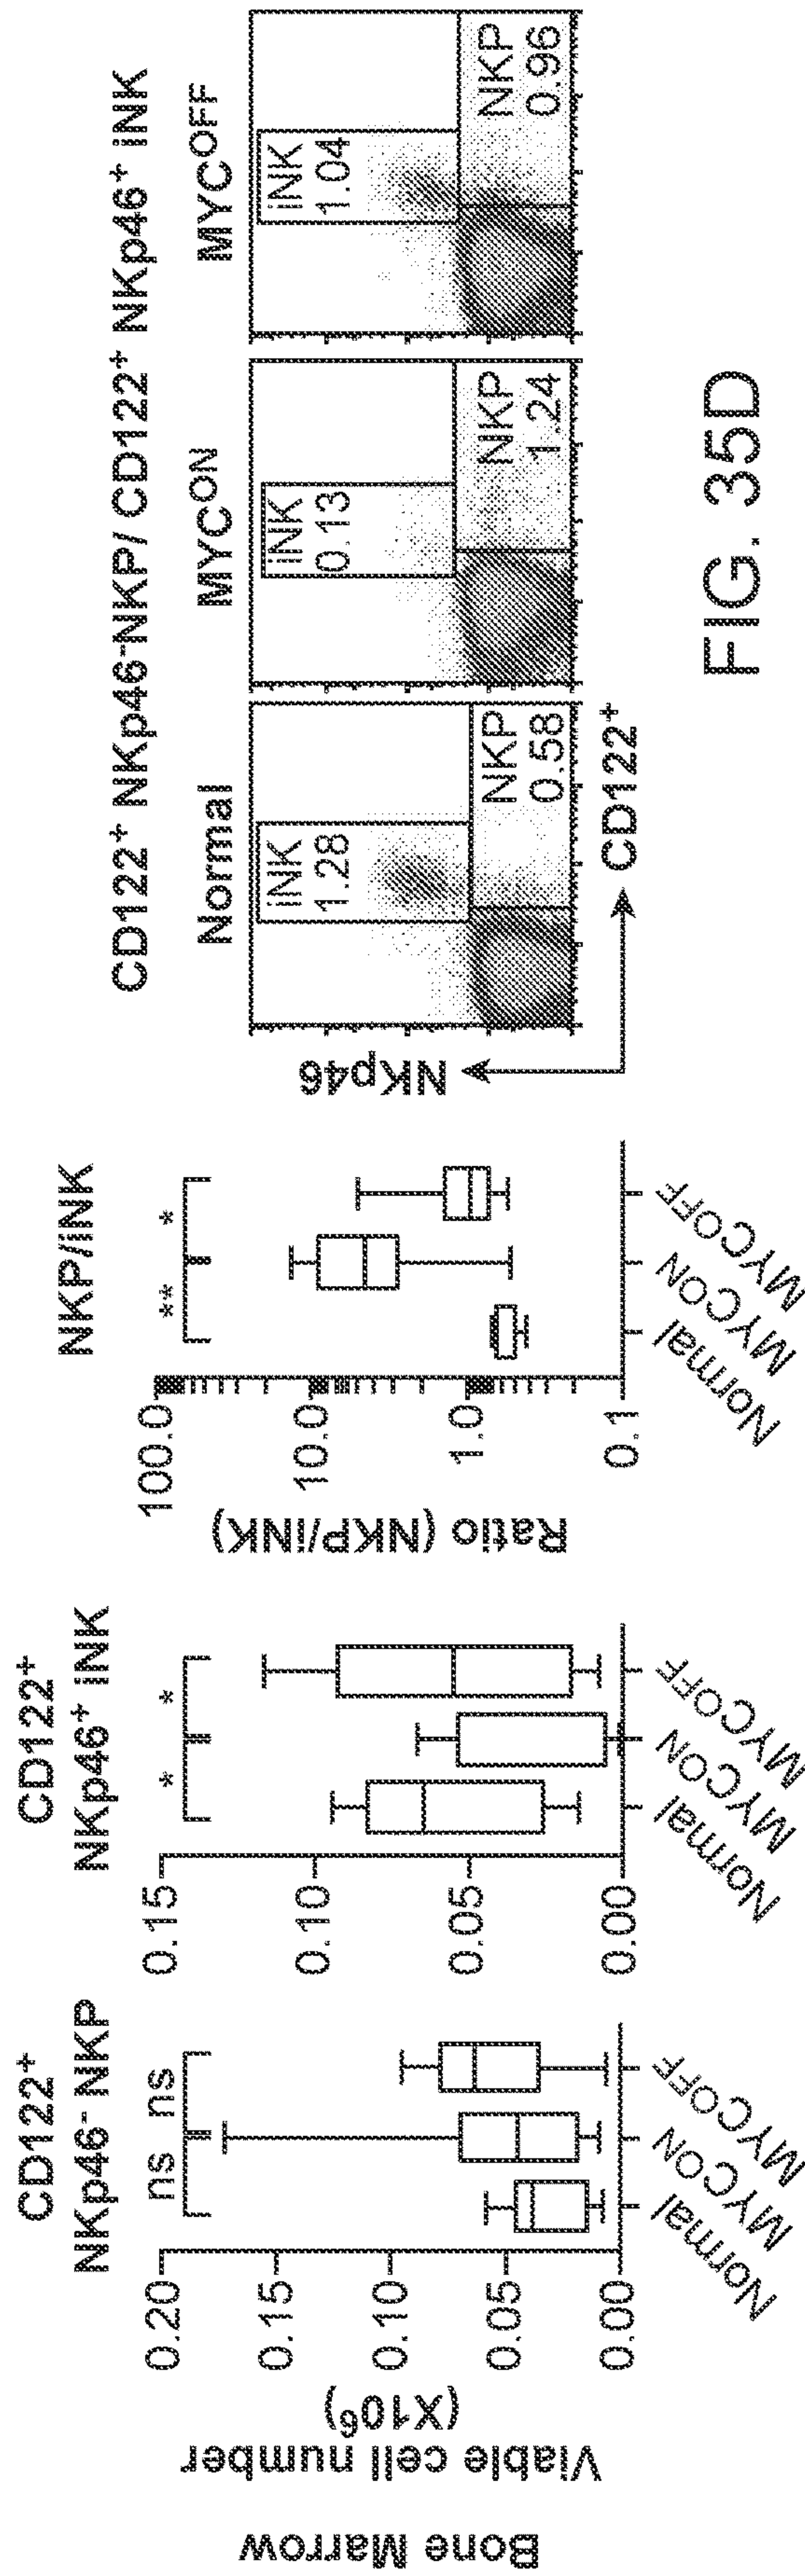 Bone Marrow
Viable cell number
(X10⁶)
CD122⁺
NKp46⁻ NKP
0.20
0.15
0.10
0.05
0.00
ns ns
Normal
MYCON
MYCOFF
CD122⁺
NKp46⁺ iNK
0.15
0.10
0.05
0.00
* *
Normal
MYCON
MYCOFF
NKP/iNK
Ratio (NKP/iNK)
100.0
10.0
1.0
0.1
** *
Normal
MYCON
MYCOFF
CD122⁺ NKp46⁻NKP/ CD122⁺ NKp46⁺ iNK
Normal
iNK
1.28
NKP
0.58
MYCᴼᴺ
iNK
0.13
NKP
1.24
MYCᴼFF
iNK
1.04
NKP
0.96
NKp46
CD122⁺
FIG. 35D